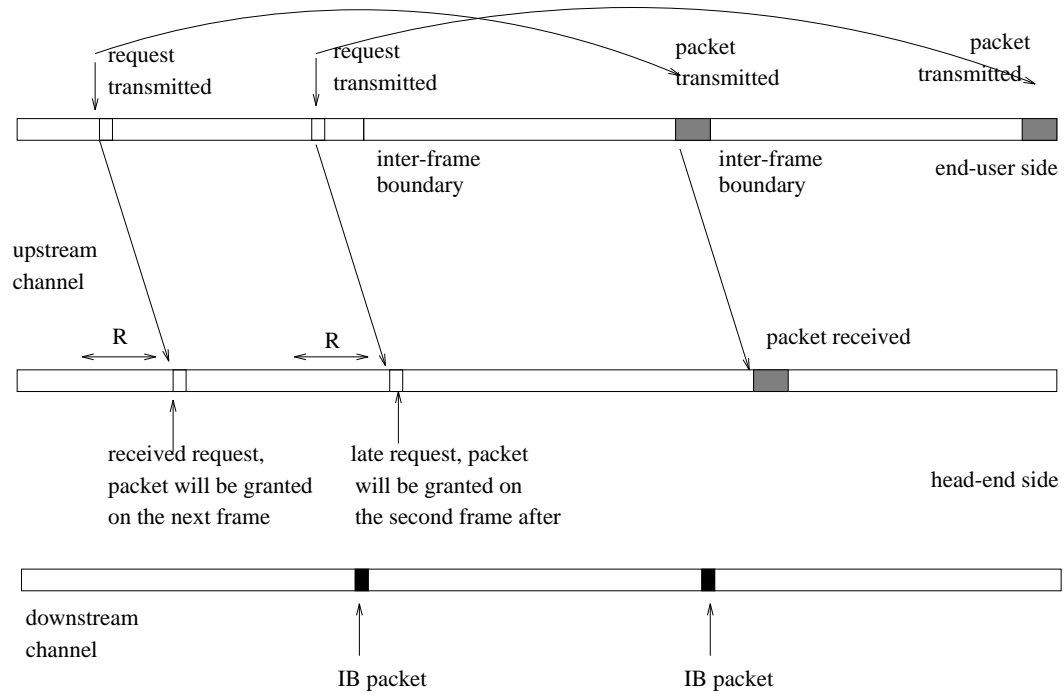 request
transmitted
request
transmitted
packet
transmitted
packet
transmitted
inter-frame
boundary
inter-frame
boundary
end-user side
upstream
channel
R
R
packet received
received request,
packet will be granted
on the next frame
late request, packet
will be granted on
the second frame after
head-end side
downstream
channel
IB packet
IB packet